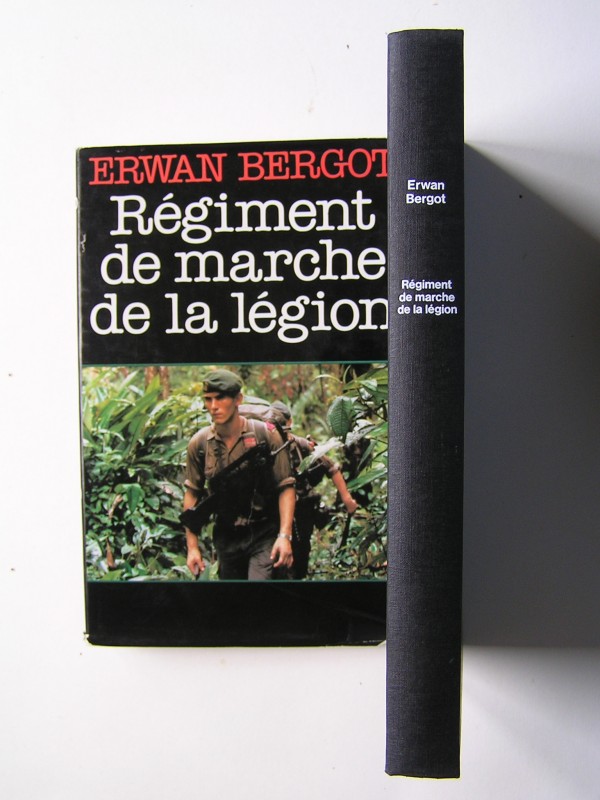 ERWAN BERGOT
Régiment
de marche
de la légion
Erwan
Bergot
Régiment
de marche
de la légion